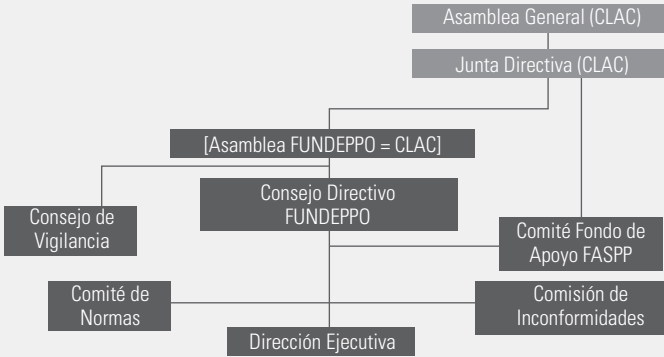 Asamblea General (CLAC)
Junta Directiva (CLAC)
[Asamblea FUNDEPPO = CLAC]
Consejo Directivo
FUNDEPPO
Consejo de
Vigilancia
Comité Fondo de
Apoyo FASPP
Comité de
Normas
Comisión de
Inconformidades
Dirección Ejecutiva